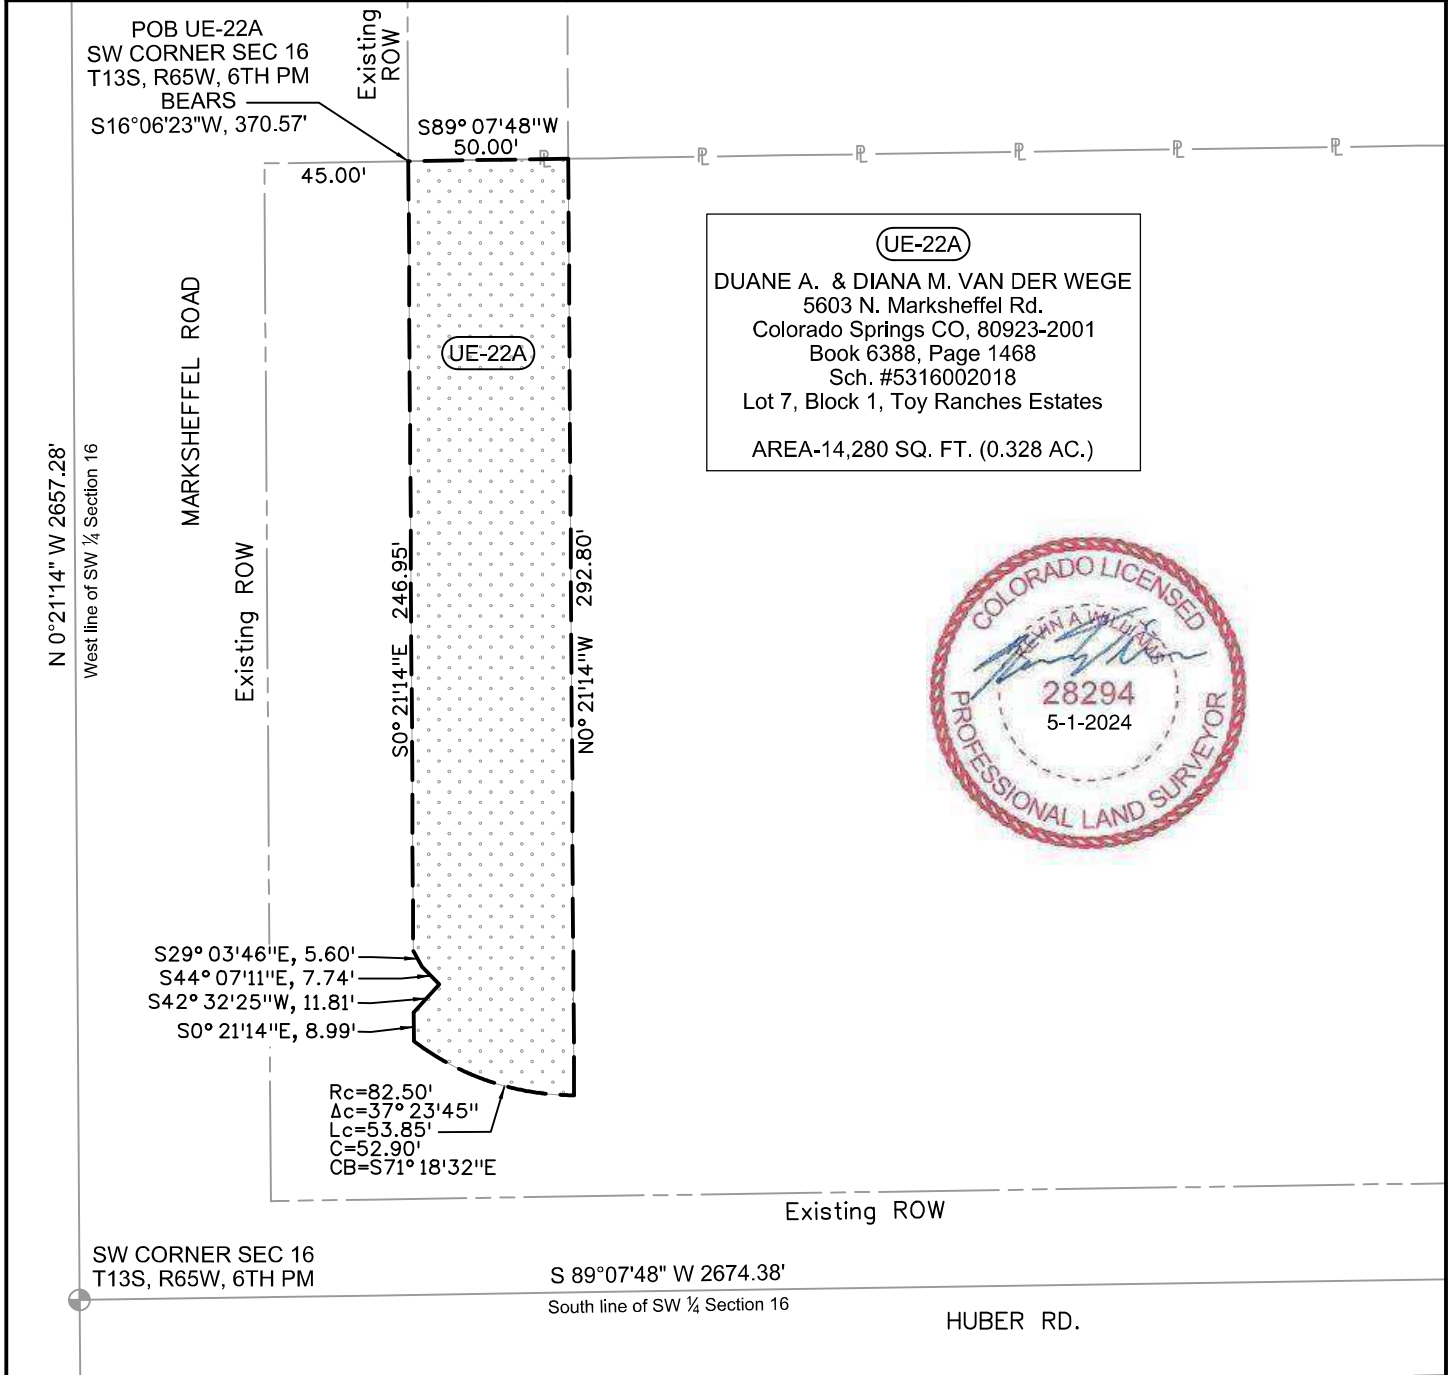 POB UE-22A
SW CORNER SEC 16
T13S, R65W, 6TH PM
BEARS
S16°06'23"W, 370.57'
Existing
ROW
S89° 07'48"W
50.00'
45.00'
PL
PL
PL
PL
PL
PL
UE-22A
DUANE A. & DIANA M. VAN DER WEGE
5603 N. Marksheffel Rd.
Colorado Springs CO, 80923-2001
Book 6388, Page 1468
Sch. #5316002018
Lot 7, Block 1, Toy Ranches Estates
AREA-14,280 SQ. FT. (0.328 AC.)
MARKSHEFFEL ROAD
UE-22A
N 0°21'14" W 2657.28'
West line of SW ¼ Section 16
Existing ROW
S0° 21'14"E 246.95'
N0° 21'14"W 292.80'
COLORADO LICENSED
KEVIN A. WILLIAMS
28294
5-1-2024
PROFESSIONAL LAND SURVEYOR
S29° 03'46"E, 5.60'
S44° 07'11"E, 7.74'
S42° 32'25"W, 11.81'
S0° 21'14"E, 8.99'
Rc=82.50'
Δc=37° 23'45"
Lc=53.85'
C=52.90'
CB=S71° 18'32"E
Existing ROW
SW CORNER SEC 16
T13S, R65W, 6TH PM
S 89°07'48" W 2674.38'
South line of SW ¼ Section 16
HUBER RD.